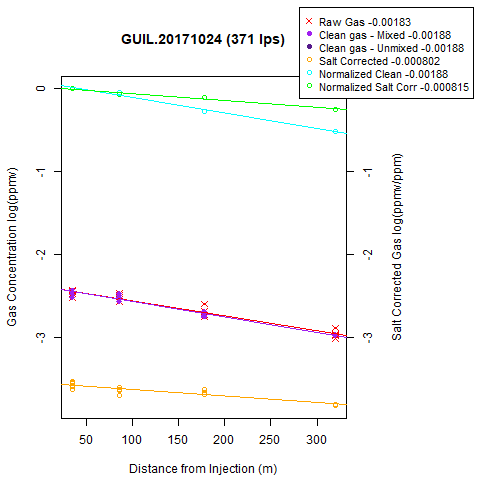 GUIL.20171024 (371 lps)
Raw Gas -0.00183
Clean gas - Mixed -0.00188
Clean gas - Unmixed -0.00188
Salt Corrected -0.000802
Normalized Clean -0.00188
Normalized Salt Corr -0.000815
Gas Concentration log(ppmv)
0
-1
-2
-3
-1
-2
-3
Salt Corrected Gas log(ppmv/ppm)
50 100 150 200 250 300
Distance from Injection (m)